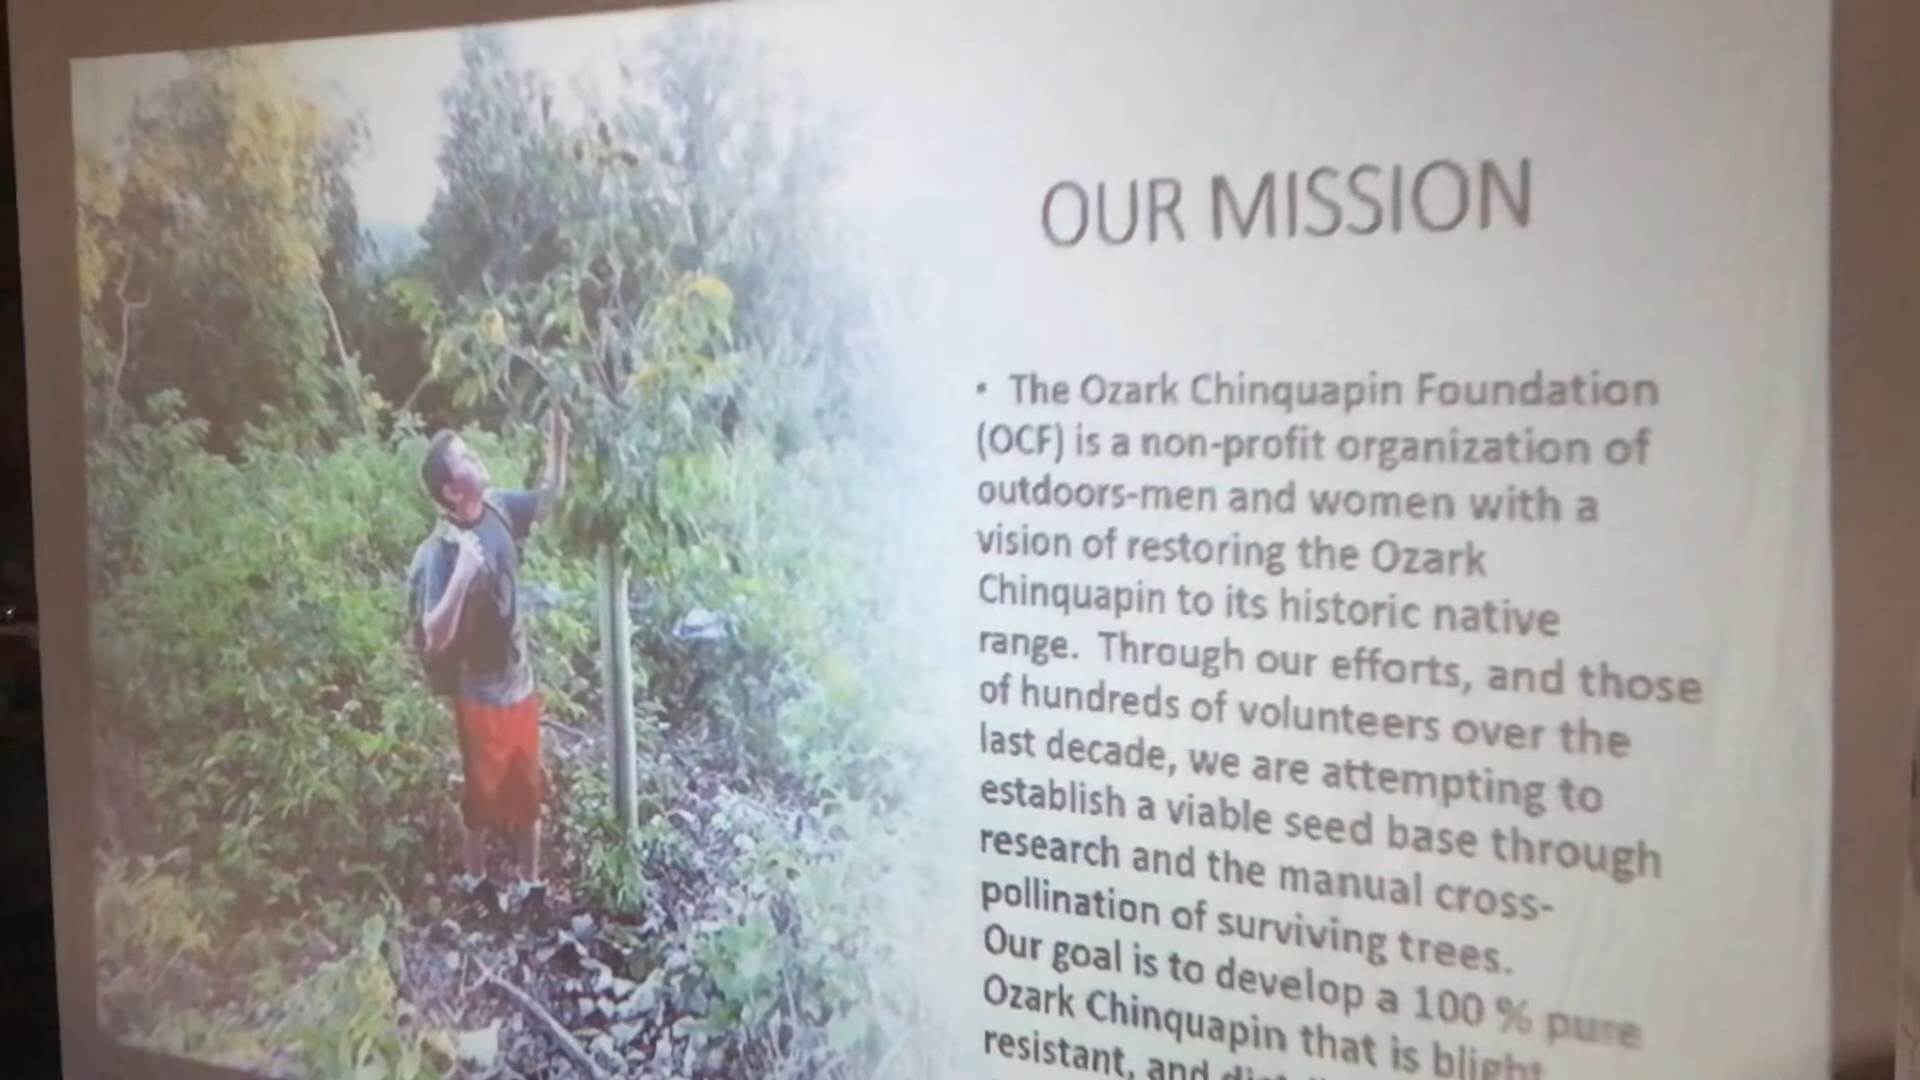 OUR MISSION
• The Ozark Chinquapin Foundation
(OCF) is a non-profit organization of
outdoors-men and women with a
vision of restoring the Ozark
Chinquapin to its historic native
range. Through our efforts, and those
of hundreds of volunteers over the
last decade, we are attempting to
establish a viable seed base through
research and the manual cross-
pollination of surviving trees.
Our goal is to develop a 100 % pure
Ozark Chinquapin that is blight
resistant, and